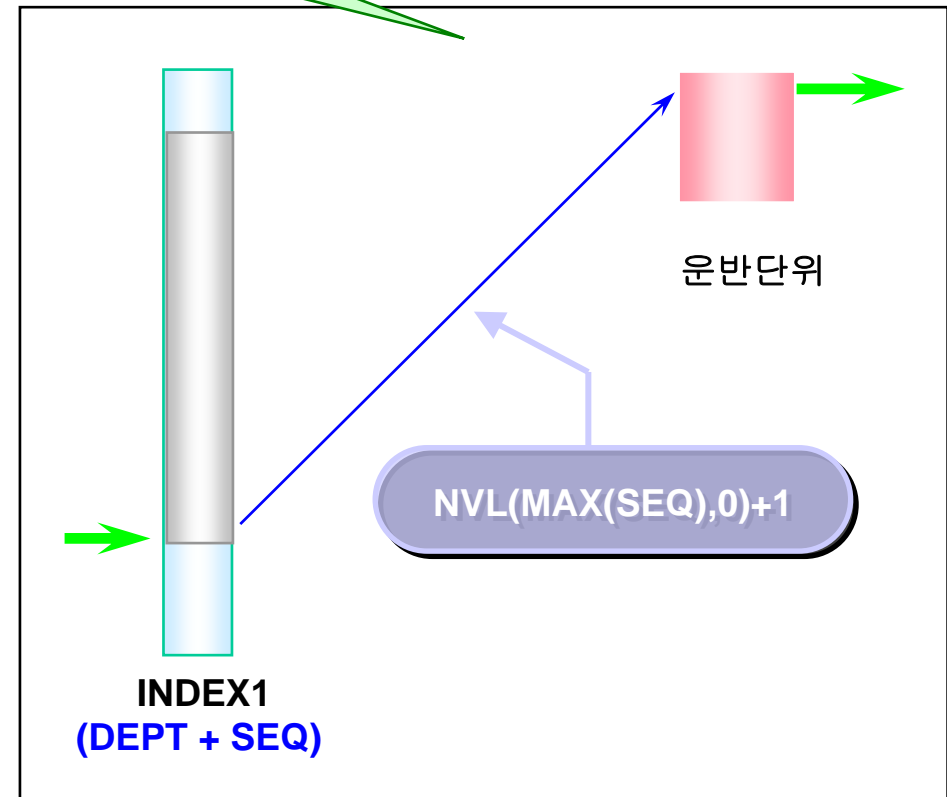 운반단위
NVL(MAX(SEQ),0)+1
INDEX1
(DEPT + SEQ)